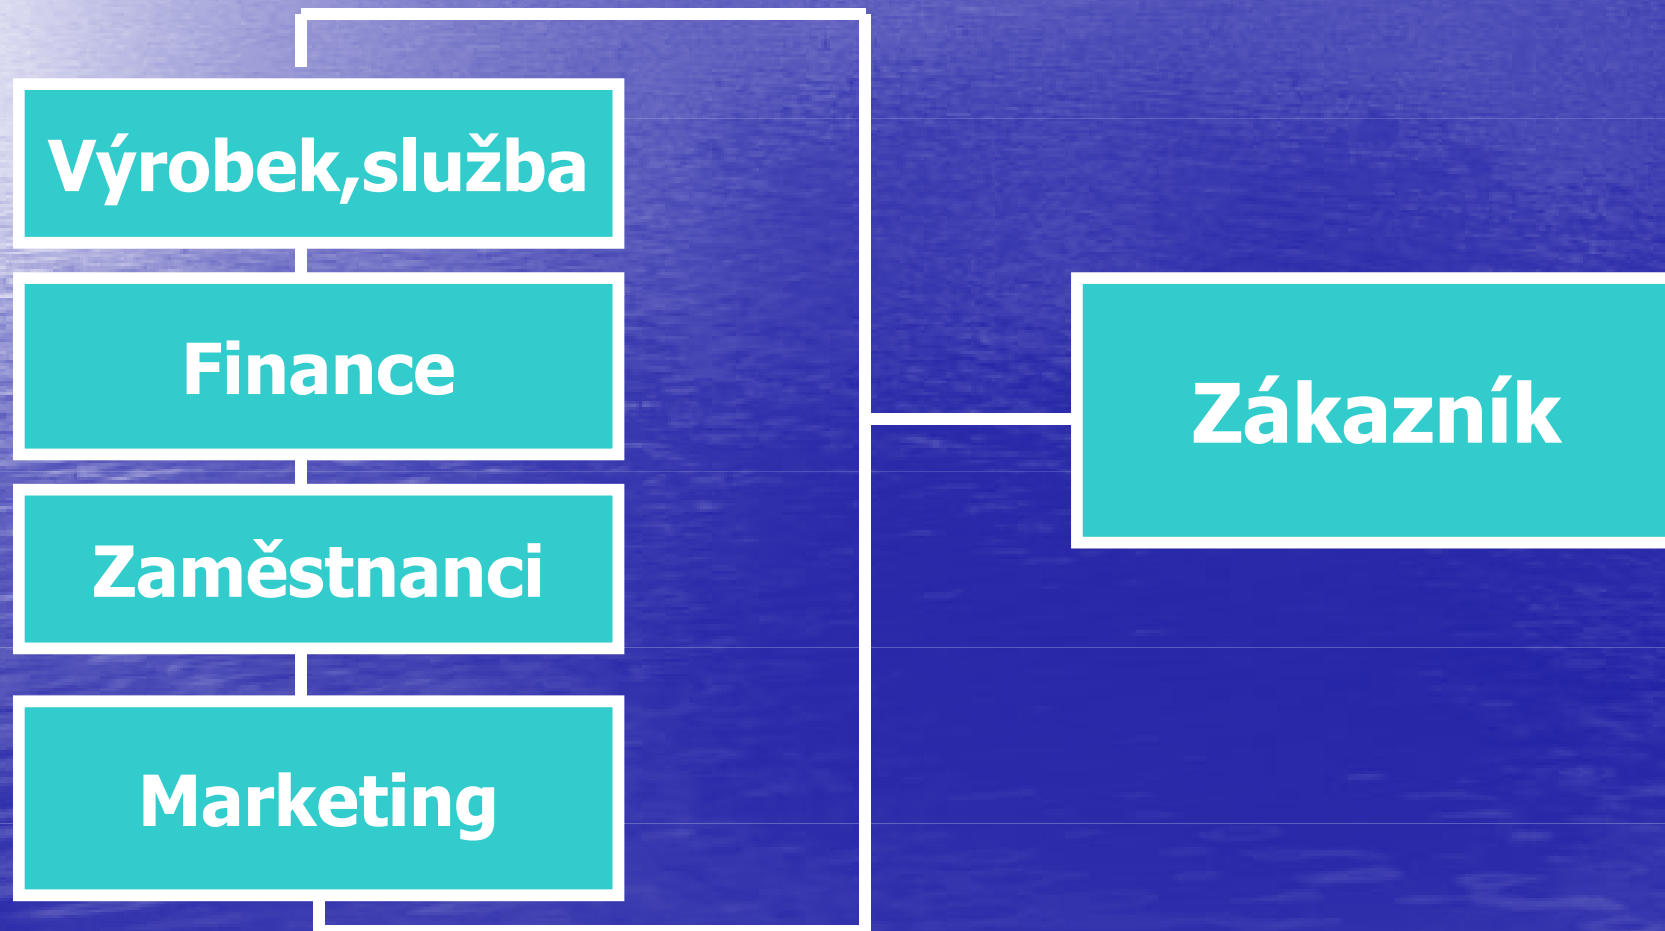 Výrobek,služba
Finance
Zákazník
Zaměstnanci
Marketing